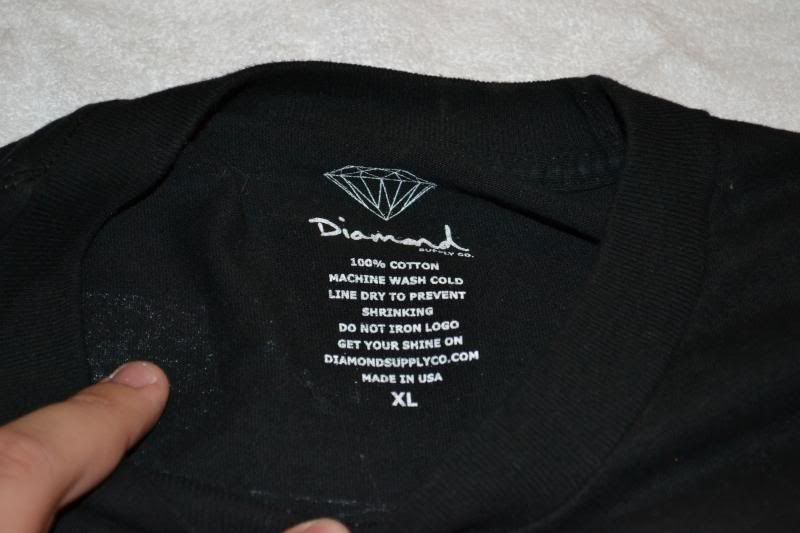 Diamond
SUPPLY CO.
100% COTTON
MACHINE WASH COLD
LINE DRY TO PREVENT
SHRINKING
DO NOT IRON LOGO
GET YOUR SHINE ON
DIAMONDSUPPLYCO.COM
MADE IN USA
XL